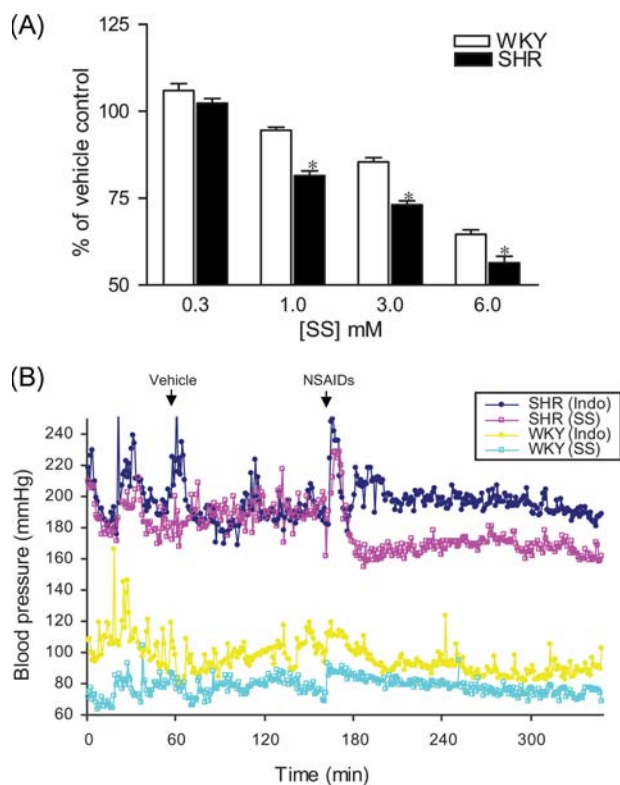 (A)
125
100
75
50
% of vehicle control
WKY
SHR
*
*
*
0.3 1.0 3.0 6.0
[SS] mM
(B)
Vehicle NSAIDs
SHR (Indo)
SHR (SS)
WKY (Indo)
WKY (SS)
240
220
200
180
160
140
120
100
80
60
Blood pressure (mmHg)
0 60 120 180 240 300
Time (min)